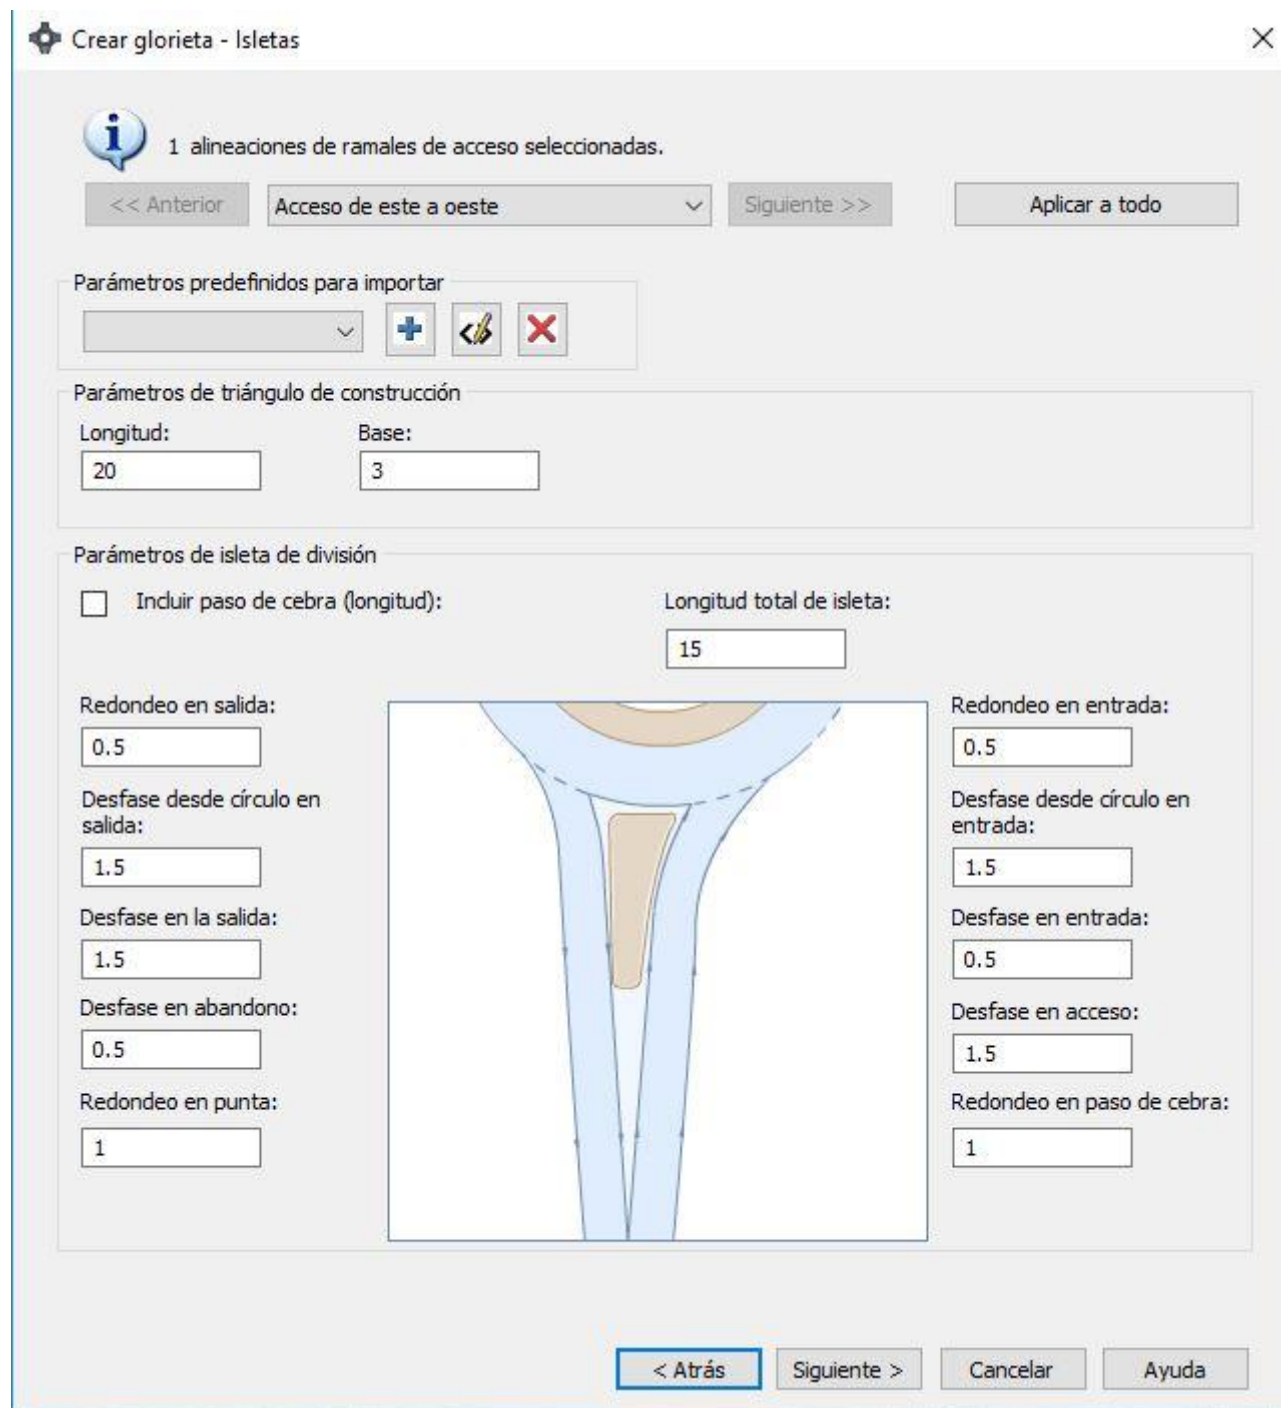 Crear glorieta - Isletas
1 alineaciones de ramales de acceso seleccionadas.
<< Anterior
Acceso de este a oeste
Siguiente >>
Aplicar a todo
Parámetros predefinidos para importar
Parámetros de triángulo de construcción
Longitud:
Base:
20
3
Parámetros de isleta de división
Incluir paso de cebra (longitud):
Longitud total de isleta:
15
Redondeo en salida:
0.5
Desfase desde círculo en
salida:
1.5
Desfase en la salida:
1.5
Desfase en abandono:
0.5
Redondeo en punta:
1
Redondeo en entrada:
0.5
Desfase desde círculo en
entrada:
1.5
Desfase en entrada:
0.5
Desfase en acceso:
1.5
Redondeo en paso de cebra:
1
< Atrás
Siguiente >
Cancelar
Ayuda